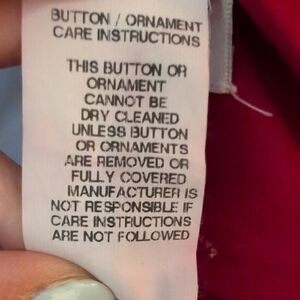 BUTTON / ORNAMENT
CARE INSTRUCTIONS
THIS BUTTON OR
ORNAMENT
CANNOT BE
DRY CLEANED
UNLESS BUTTON
OR ORNAMENTS
ARE REMOVED OR
FULLY COVERED
MANUFACTURER IS
NOT RESPONSIBLE IF
CARE INSTRUCTIONS
ARE NOT FOLLOWED